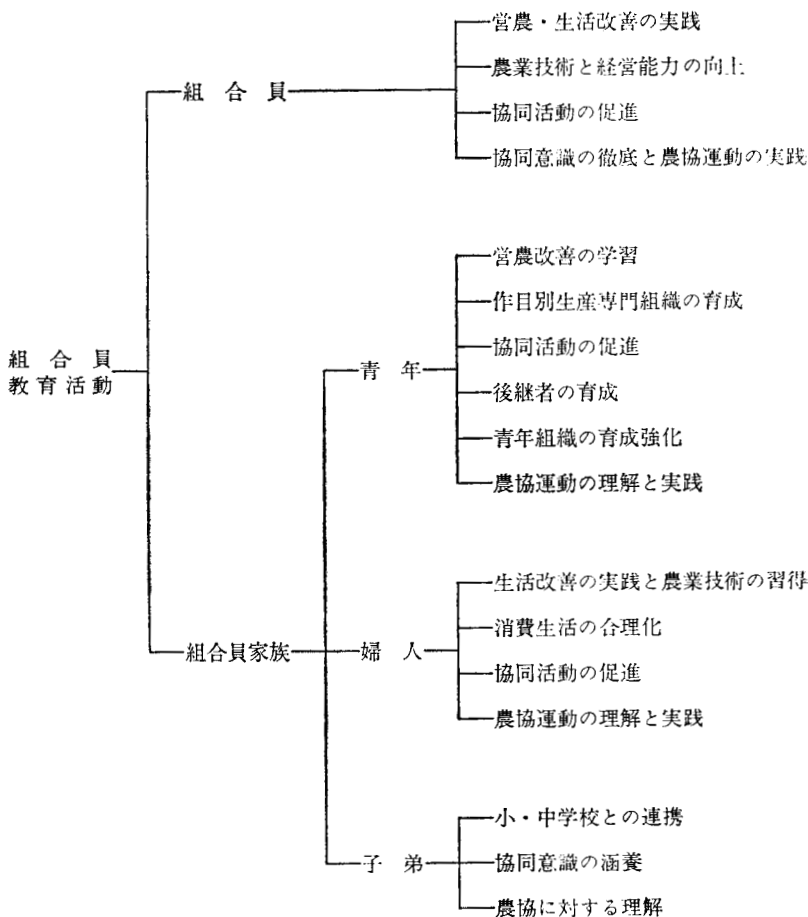 組合員
教育活動
組合員
営農・生活改善の実践
農業技術と経営能力の向上
協同活動の促進
協同意識の徹底と農協運動の実践
組合員家族
青年
営農改善の学習
作目別生産専門組織の育成
協同活動の促進
後継者の育成
青年組織の育成強化
農協運動の理解と実践
婦人
生活改善の実践と農業技術の習得
消費生活の合理化
協同活動の促進
農協運動の理解と実践
子弟
小・中学校との連携
協同意識の涵養
農協に対する理解